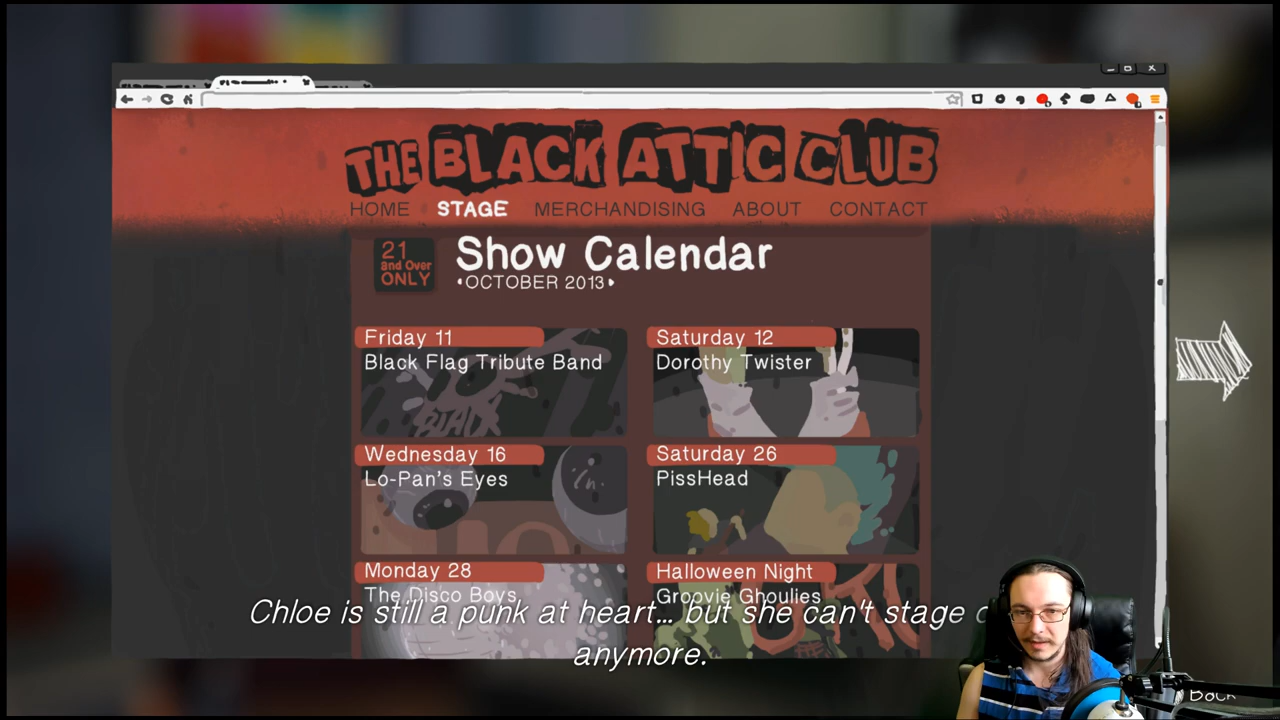 THE BLACK ATTIC CLUB
HOME STAGE MERCHANDISING ABOUT CONTACT
21
and Over
ONLY
Show Calendar
OCTOBER 2013
Friday 11
Black Flag Tribute Band
Saturday 12
Dorothy Twister
Wednesday 16
Lo-Pan's Eyes
Saturday 26
PissHead
Monday 28
The Disco Boys
Halloween Night
Groovie Ghoulies
Chloe is still a punk at heart... but she can't stage
anymore.
Back